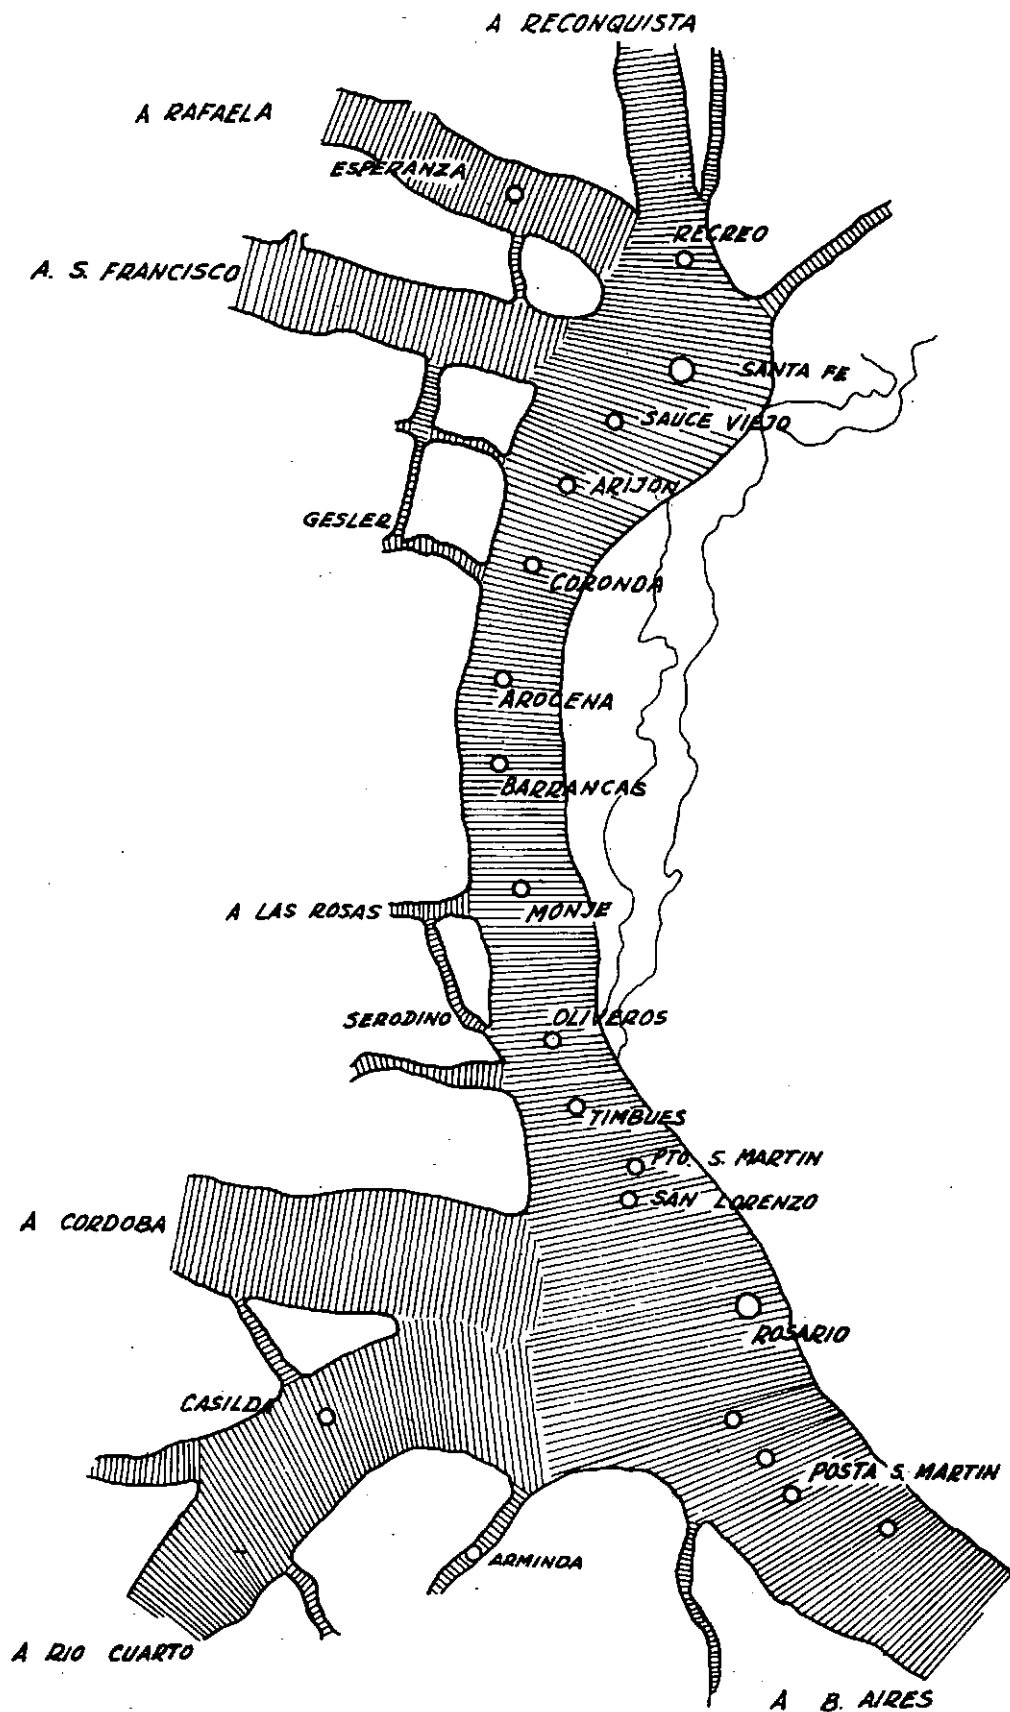 A RECONQUISTA
A RAFAELA
ESPERANZA
RECREO
A. S. FRANCISCO
SANTA FE
SAUCE VIEJO
ARIJON
GESLER
CORONDA
AROCENA
BARRANCAS
A LAS ROSAS
MONJE
SERODINO
OLIVEROS
TIMBUES
PTO. S. MARTIN
SAN LORENZO
A CORDOBA
ROSARIO
CASILDA
POSTA S. MARTIN
ARMINDA
A RIO CUARTO
A B. AIRES